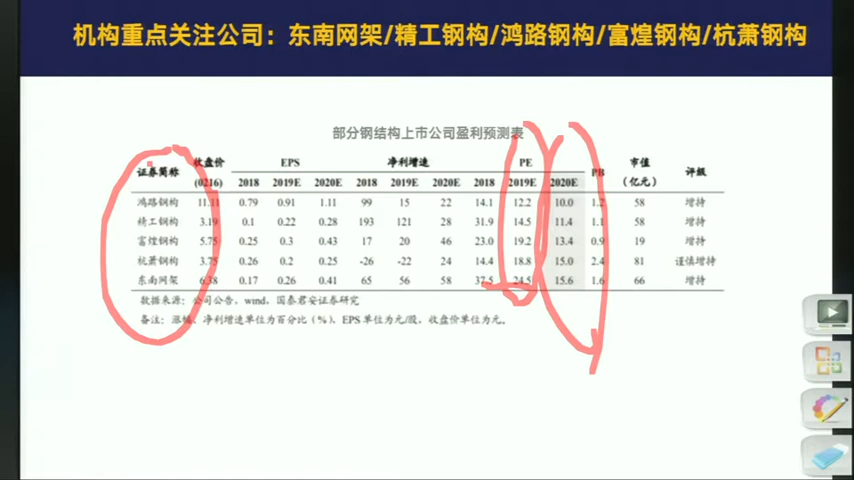 机构重点关注公司：东南网架/精工钢构/鸿路钢构/富煌钢构/杭萧钢构
部分钢结构上市公司盈利预测表
证券简称 收盘价 EPS 净利增速 PE PB 市值 评级
(0216) 2018 2019E 2020E 2018 2019E 2020E 2018 2019E 2020E （亿元）
鸿路钢构 11.11 0.79 0.91 1.11 99 15 22 14.1 12.2 10.0 1.2 58 增持
精工钢构 3.19 0.1 0.22 0.28 193 121 28 31.9 14.5 11.4 1.1 58 增持
富煌钢构 5.75 0.25 0.3 0.43 17 20 46 23.0 19.2 13.4 0.9 19 增持
杭萧钢构 3.75 0.26 0.2 0.25 -26 -22 24 14.4 18.8 15.0 2.4 81 谨慎增持
东南网架 6.38 0.17 0.26 0.41 65 56 58 37.5 24.5 15.6 1.6 66 增持
数据来源：公司公告，wind，国泰君安证券研究
备注：涨幅、净利增速单位为百分比（%），EPS 单位为元/股，收盘价单位为元。